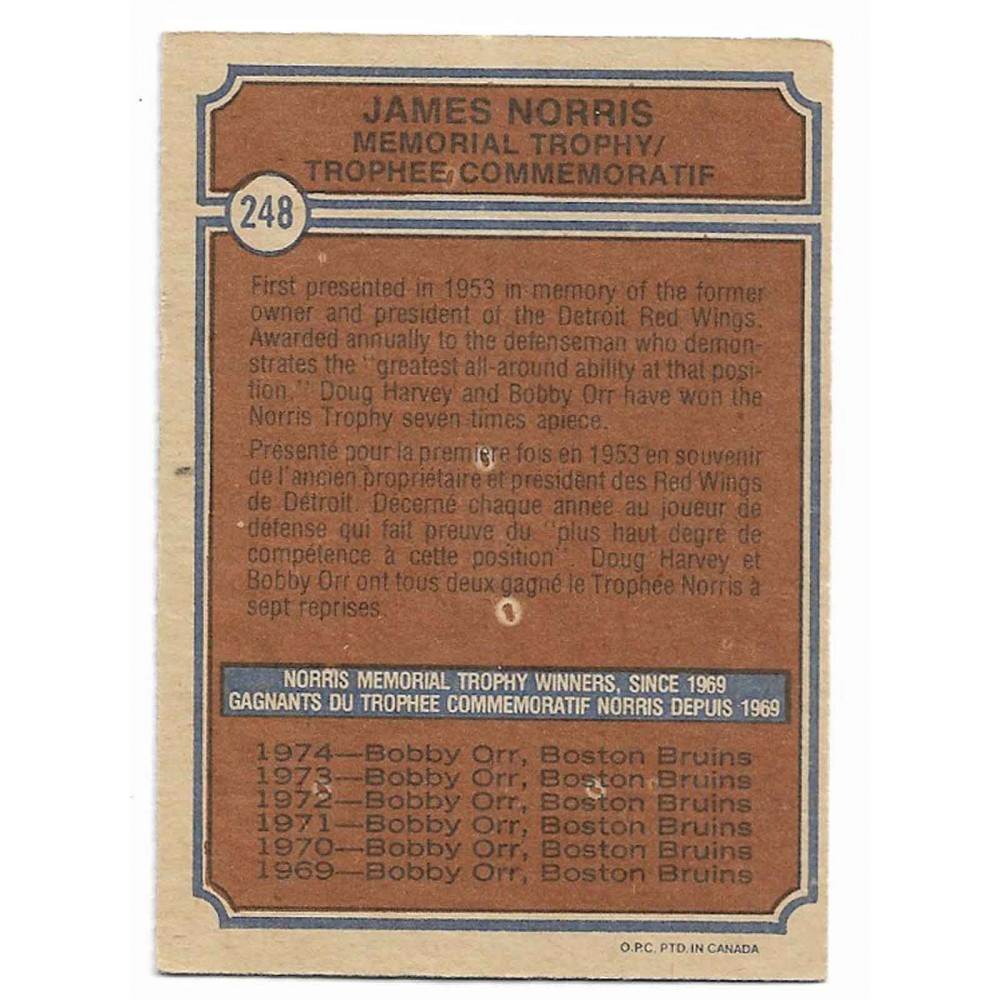 JAMES NORRIS
MEMORIAL TROPHY/
TROPHEE COMMEMORATIF
248
First presented in 1953 in memory of the former
owner and president of the Detroit Red Wings.
Awarded annually to the defenseman who demon-
strates the "greatest all-around ability at that posi-
tion." Doug Harvey and Bobby Orr have won the
Norris Trophy seven times apiece.
Présenté pour la première fois en 1953 en souvenir
de l'ancien propriétaire et président des Red Wings
de Détroit. Décerné chaque année au joueur de
défense qui fait preuve du "plus haut degré de
compétence à cette position". Doug Harvey et
Bobby Orr ont tous deux gagné le Trophée Norris à
sept reprises.
NORRIS MEMORIAL TROPHY WINNERS, SINCE 1969
GAGNANTS DU TROPHEE COMMEMORATIF NORRIS DEPUIS 1969
1974—Bobby Orr, Boston Bruins
1973—Bobby Orr, Boston Bruins
1972—Bobby Orr, Boston Bruins
1971—Bobby Orr, Boston Bruins
1970—Bobby Orr, Boston Bruins
1969—Bobby Orr, Boston Bruins
O.P.C. PTD. IN CANADA